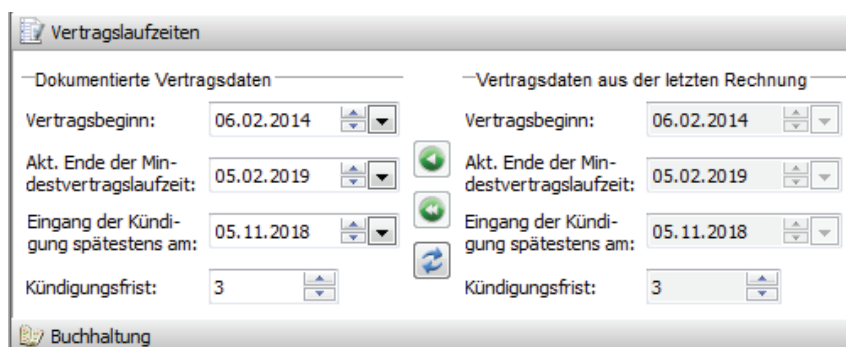 Vertragslaufzeiten
Dokumentierte Vertragsdaten
Vertragsbeginn: 06.02.2014
Akt. Ende der Min-
destvertragslaufzeit: 05.02.2019
Eingang der Kündi-
gung spätestens am: 05.11.2018
Kündigungsfrist: 3
Vertragsdaten aus der letzten Rechnung
Vertragsbeginn: 06.02.2014
Akt. Ende der Min-
destvertragslaufzeit: 05.02.2019
Eingang der Kündi-
gung spätestens am: 05.11.2018
Kündigungsfrist: 3
Buchhaltung